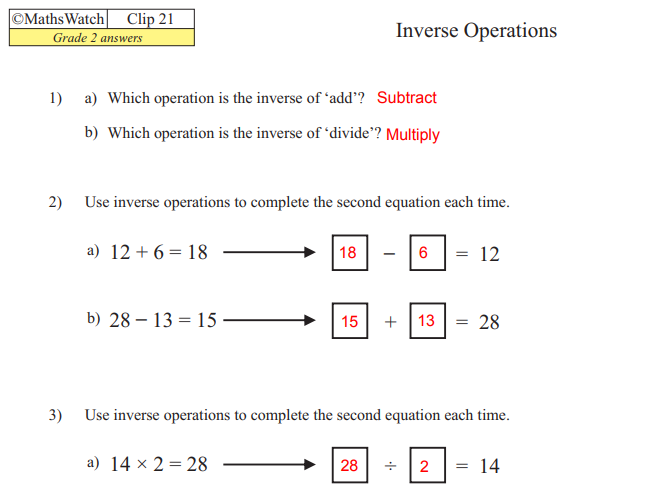 ©MathsWatch Clip 21
Grade 2 answers
Inverse Operations
1) a) Which operation is the inverse of ‘add’? Subtract
b) Which operation is the inverse of ‘divide’? Multiply
2) Use inverse operations to complete the second equation each time.
a) 12 + 6 = 18 18 – 6 = 12
b) 28 – 13 = 15 15 + 13 = 28
3) Use inverse operations to complete the second equation each time.
a) 14 × 2 = 28 28 ÷ 2 = 14